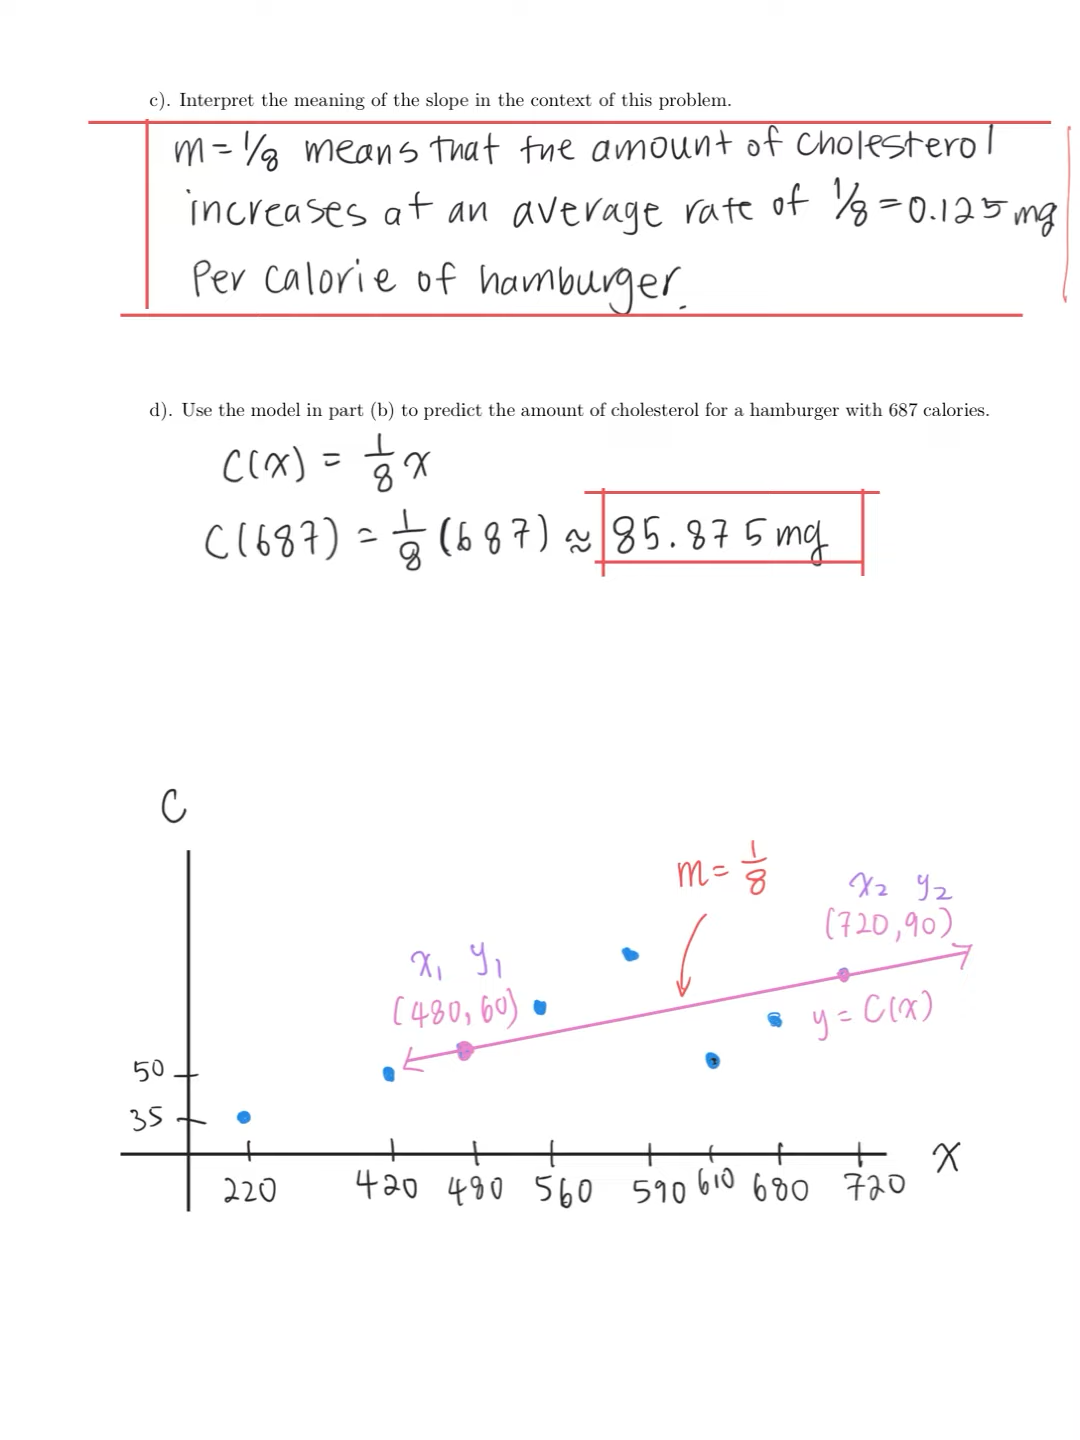 c). Interpret the meaning of the slope in the context of this problem.
m = 1/8 means that the amount of cholesterol
increases at an average rate of 1/8 = 0.125 mg
Per calorie of hamburger.
d). Use the model in part (b) to predict the amount of cholesterol for a hamburger with 687 calories.
C(x) = 1/8 x
C(687) = 1/8 (687) ≈ 85.875 mg
C
m = 1/8
x₂ y₂
(720,90)
x₁ y₁
(480,60)
y = C(x)
50
35
x
220 420 480 560 590 610 680 720